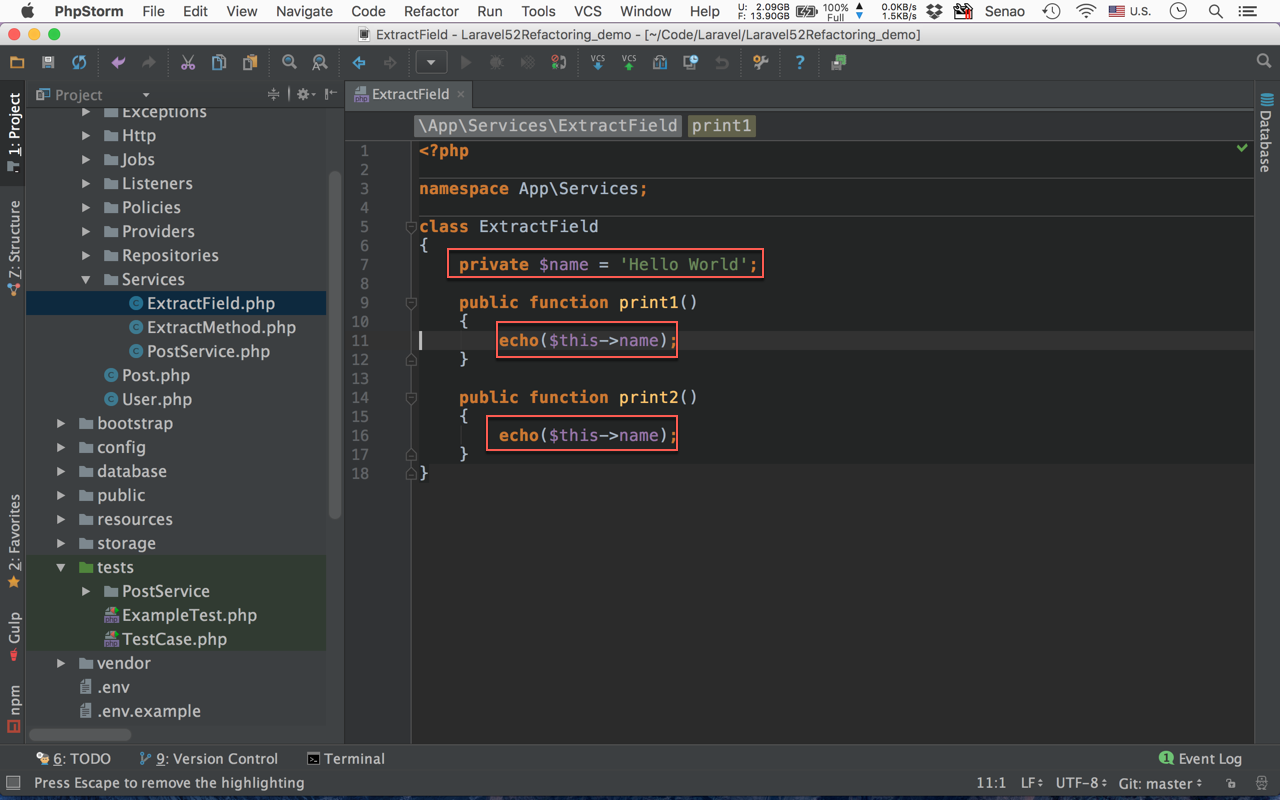 PhpStorm File Edit View Navigate Code Refactor Run Tools VCS Window Help U: 2.09GB F: 13.90GB 100% Full 0.0KB/s 1.5KB/s Senao U.S.
ExtractField - Laravel52Refactoring_demo - [~/Code/Laravel/Laravel52Refactoring_demo]
VCS VCS
1: Project
Z: Structure
2: Favorites
Gulp
npm
Project
Exceptions
Http
Jobs
Listeners
Policies
Providers
Repositories
Services
ExtractField.php
ExtractMethod.php
PostService.php
Post.php
User.php
bootstrap
config
database
public
resources
storage
tests
PostService
ExampleTest.php
TestCase.php
vendor
.env
.env.example
ExtractField
\App\Services\ExtractField print1
1 <?php
2
3 namespace App\Services;
4
5 class ExtractField
6 {
7 private $name = 'Hello World';
8
9 public function print1()
10 {
11 echo($this->name);
12 }
13
14 public function print2()
15 {
16 echo($this->name);
17 }
18 }
Database
6: TODO 9: Version Control Terminal 1 Event Log
Press Escape to remove the highlighting 11:1 LF UTF-8 Git: master